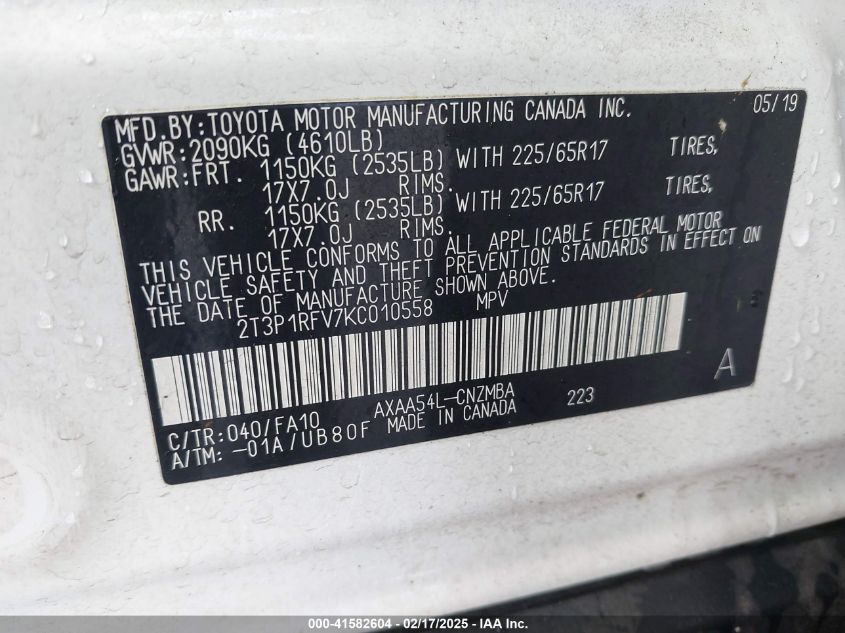 MFD.BY:TOYOTA MOTOR MANUFACTURING CANADA INC. 05/19
GVWR:2090KG (4610LB)
GAWR:FRT. 1150KG (2535LB) WITH 225/65R17 TIRES,
17X7.0J RIMS.
RR. 1150KG (2535LB) WITH 225/65R17 TIRES,
17X7.0J RIMS.
THIS VEHICLE CONFORMS TO ALL APPLICABLE FEDERAL MOTOR
VEHICLE SAFETY AND THEFT PREVENTION STANDARDS IN EFFECT ON
THE DATE OF MANUFACTURE SHOWN ABOVE.
2T3P1RFV7KC010558 MPV
A
C/TR:040/FA10 AXAA54L-CNZMBA 223
A/TM:-01A/UB80F MADE IN CANADA
000-41582604 - 02/17/2025 - IAA, Inc.